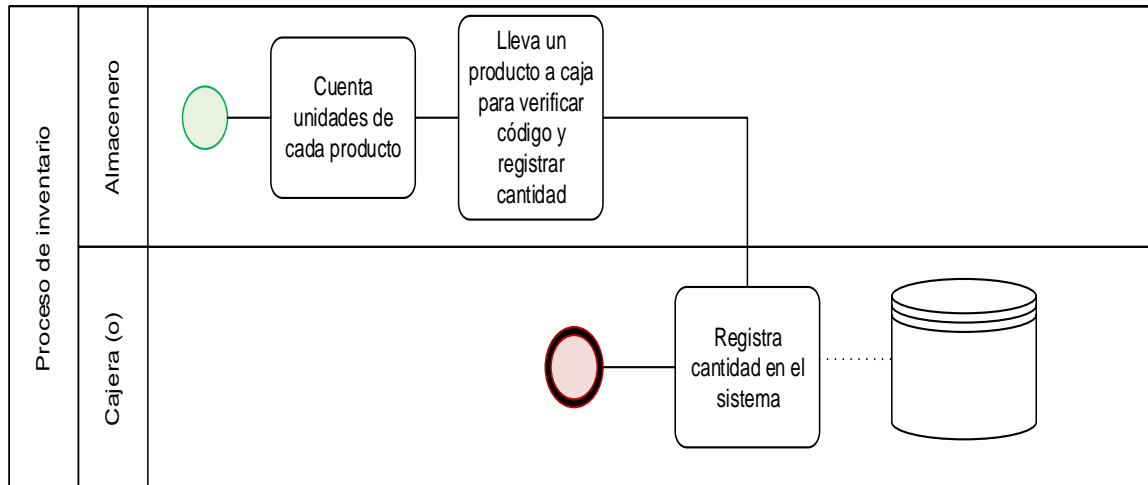 Proceso de inventario
Almacenero
Cuenta
unidades de
cada producto
Lleva un
producto a caja
para verificar
código y
registrar
cantidad
Cajera (o)
Registra
cantidad en el
sistema